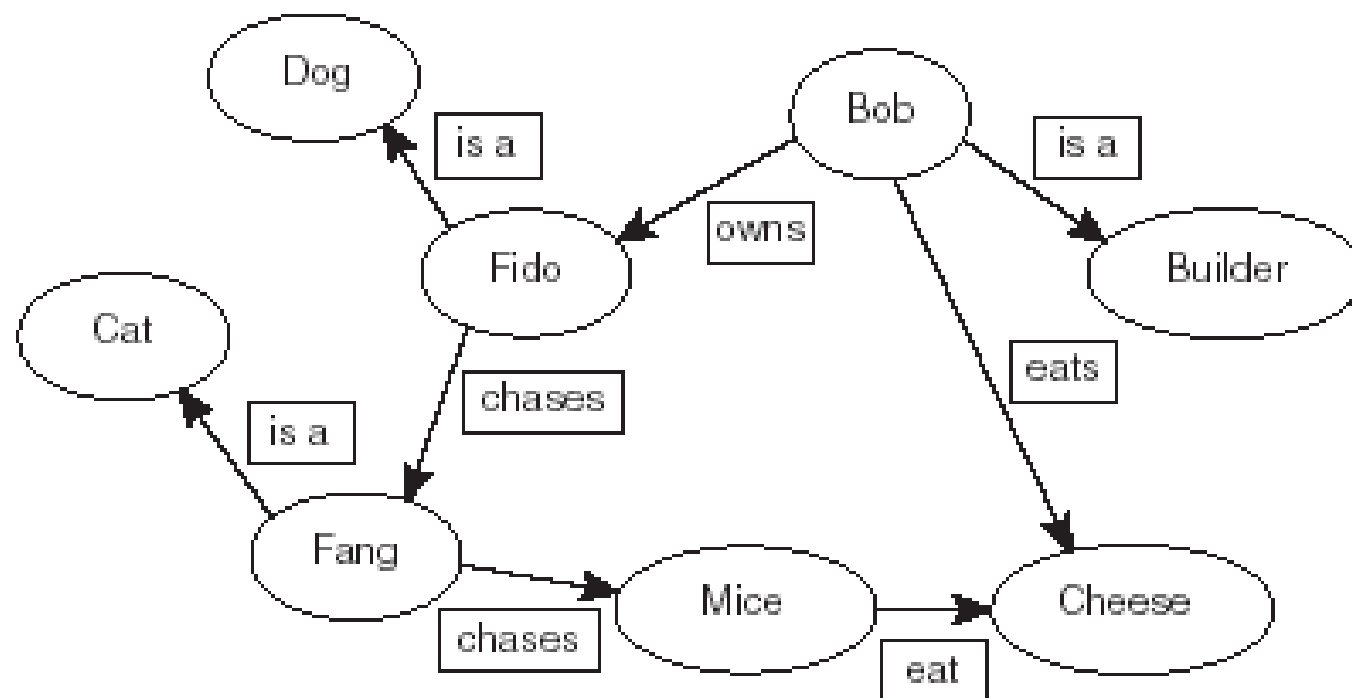 Dog
Bob
is a
is a
owns
Fido
Builder
Cat
eats
chases
is a
Fang
Mice
Cheese
chases
eat